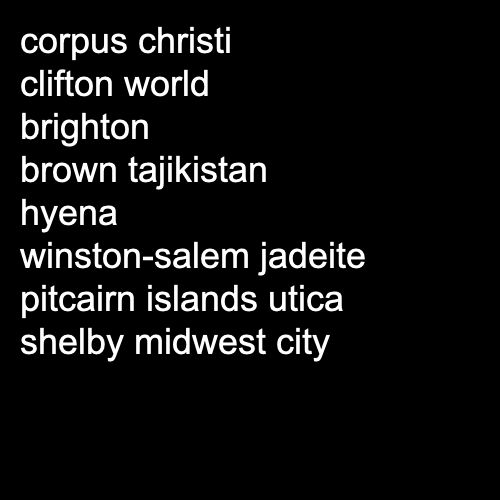 corpus christi
clifton world
brighton
brown tajikistan
hyena
winston-salem jadeite
pitcairn islands utica
shelby midwest city